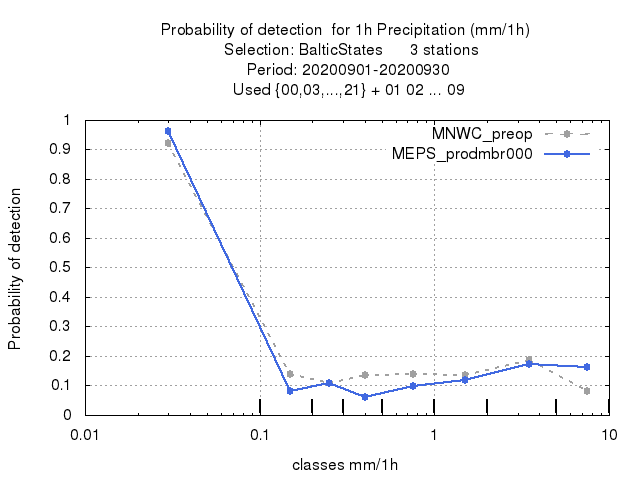 Probability of detection  for 1h Precipitation (mm/1h)
Selection: BalticStates      3 stations
Period: 20200901-20200930
Used {00,03,...,21} + 01 02 ... 09
MNWC_preop
MEPS_prodmbr000
Probability of detection
1
0.9
0.8
0.7
0.6
0.5
0.4
0.3
0.2
0.1
0
0.01 0.1 1 10
classes mm/1h